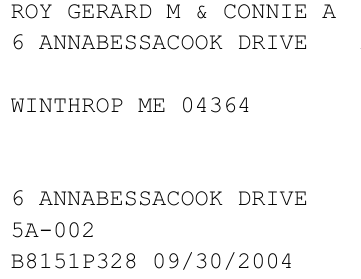 ROY GERARD M & CONNIE A
6 ANNABESSACOOK DRIVE
WINTHROP ME 04364
6 ANNABESSACOOK DRIVE
5A-002
B8151P328 09/30/2004